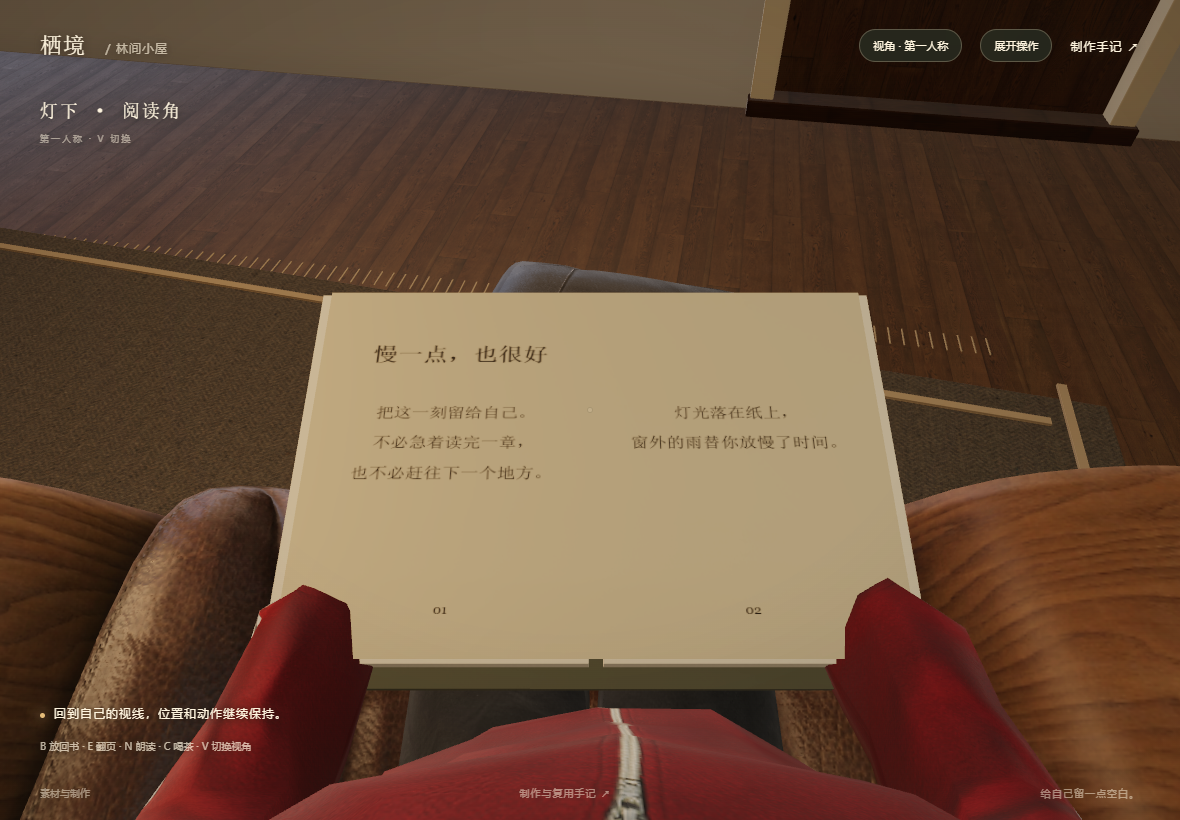 栖境 / 林间小屋
视角 · 第一人称
展开操作
制作手记 ↗
灯下 • 阅读角
第一人称 · V 切换
慢一点，也很好
把这一刻留给自己。
不必急着读完一章，
也不必赶往下一个地方。
01
灯光落在纸上，
窗外的雨替你放慢了时间。
02
回到自己的视线，位置和动作继续保持。
B 放回书 · E 翻页 · N 朗读 · C 喝茶 · V 切换视角
素材与制作
制作与复用手记 ↗
给自己留一点空白。